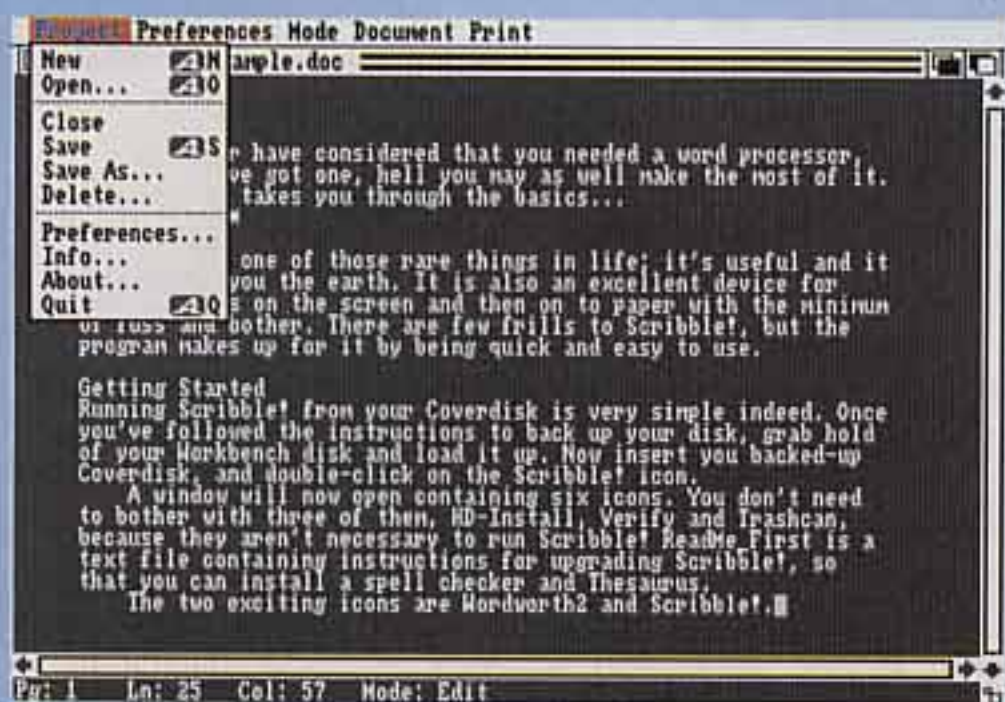 Project Preferences Mode Document Print
ample.doc
New N
Open... O
Close
Save S
Save As...
Delete...
Preferences...
Info...
About...
Quit Q
r have considered that you needed a word processor,
ve got one, hell you may as well make the most of it.
takes you through the basics...
one of those rare things in life; it's useful and it
you the earth. It is also an excellent device for
s on the screen and then on to paper with the minimum
of fuss and bother. There are few frills to Scribble!, but the
program makes up for it by being quick and easy to use.
Getting Started
Running Scribble! from your Coverdisk is very simple indeed. Once
you've followed the instructions to back up your disk, grab hold
of your Workbench disk and load it up. Now insert you backed-up
Coverdisk, and double-click on the Scribble! icon.
A window will now open containing six icons. You don't need
to bother with three of them, HD-Install, Verify and Trashcan,
because they aren't necessary to run Scribble! ReadMe_First is a
text file containing instructions for upgrading Scribble!, so
that you can install a spell checker and Thesaurus.
The two exciting icons are Wordworth2 and Scribble!.
Pg: 1 Ln: 25 Col: 57 Mode: Edit